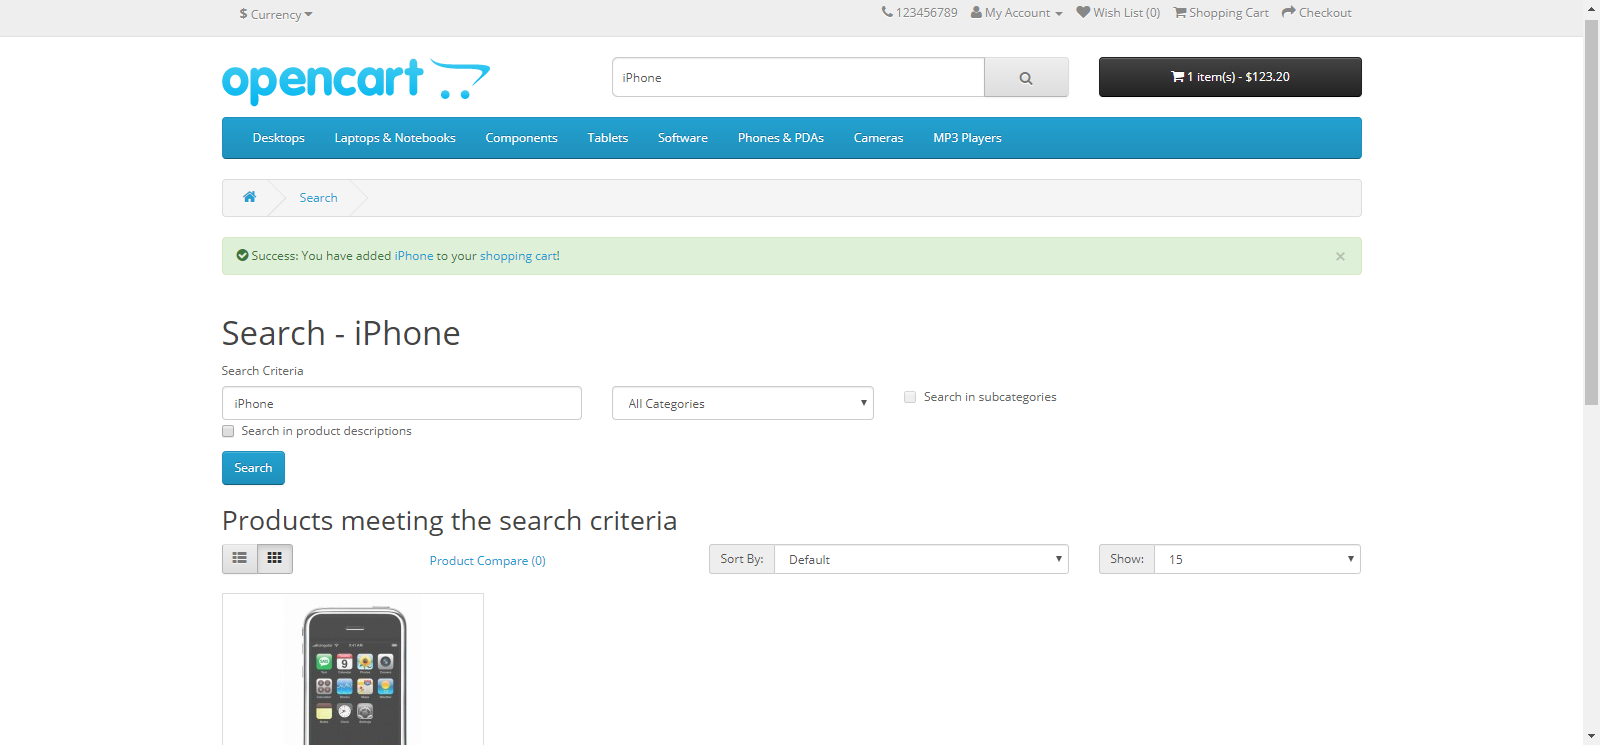 $ Currency
123456789 My Account Wish List (0) Shopping Cart Checkout
opencart
iPhone
1 item(s) - $123.20
Desktops Laptops & Notebooks Components Tablets Software Phones & PDAs Cameras MP3 Players
Search
Success: You have added iPhone to your shopping cart!
×
Search - iPhone
Search Criteria
iPhone
All Categories
Search in subcategories
Search in product descriptions
Search
Products meeting the search criteria
Product Compare (0)
Sort By: Default
Show: 15